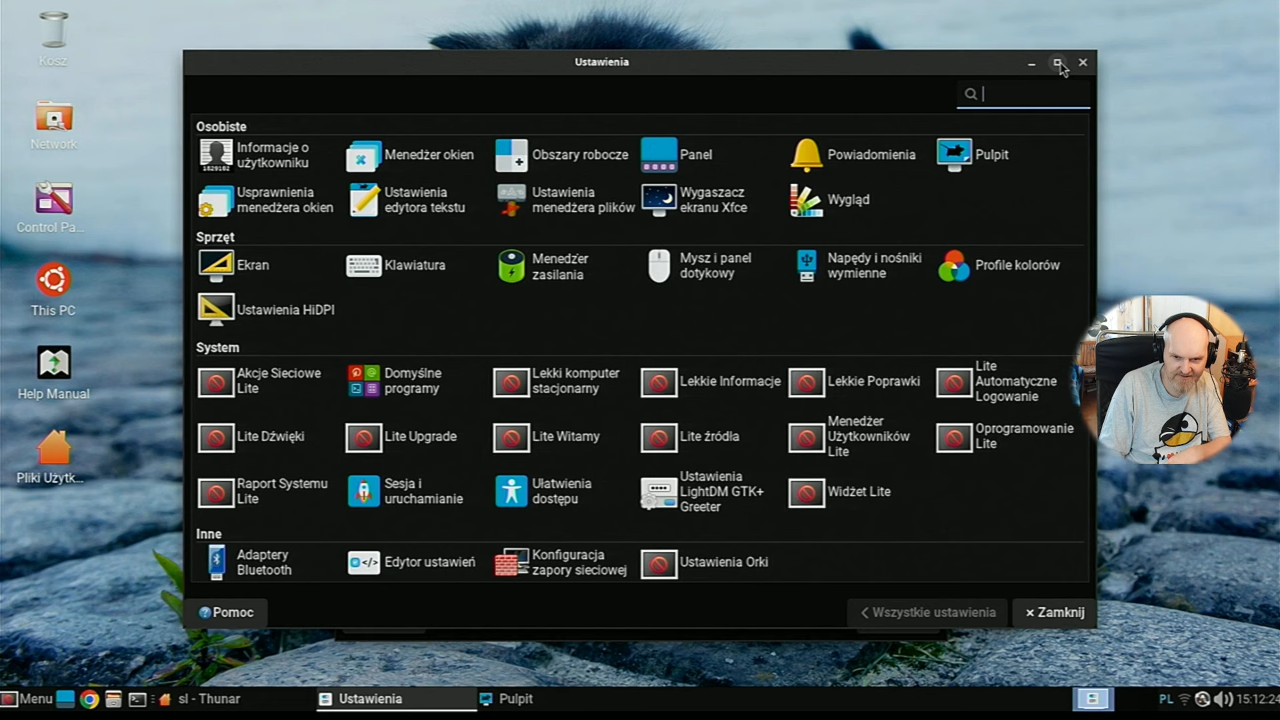 Kosz
Network
Control Pa...
This PC
Help Manual
Pliki Użytk...
Ustawienia
Osobiste
Informacje o
użytkowniku
Menedżer okien
Obszary robocze
Panel
Powiadomienia
Pulpit
Usprawnienia
menedżera okien
Ustawienia
edytora tekstu
Ustawienia
menedżera plików
Wygaszacz
ekranu Xfce
Wygląd
Sprzęt
Ekran
Klawiatura
Menedżer
zasilania
Mysz i panel
dotykowy
Napędy i nośniki
wymienne
Profile kolorów
Ustawienia HiDPI
System
Akcje Sieciowe
Lite
Domyślne
programy
Lekki komputer
stacjonarny
Lekkie Informacje
Lekkie Poprawki
Lite
Automatyczne
Logowanie
Lite Dźwięki
Lite Upgrade
Lite Witamy
Lite źródła
Menedżer
Użytkowników
Lite
Oprogramowanie
Lite
Raport Systemu
Lite
Sesja i
uruchamianie
Ułatwienia
dostępu
Ustawienia
LightDM GTK+
Greeter
Widżet Lite
Inne
Adaptery
Bluetooth
Edytor ustawień
Konfiguracja
zapory sieciowej
Ustawienia Orki
Pomoc
Wszystkie ustawienia
Zamknij
Menu
sl - Thunar
Ustawienia
Pulpit
PL
15:12:24